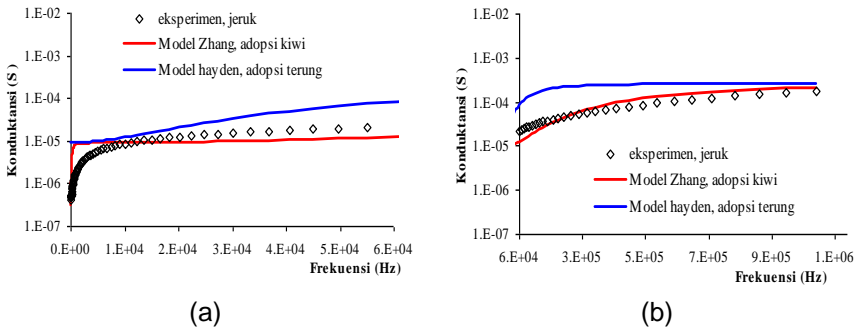 1.E-02
1.E-03
1.E-04
1.E-05
1.E-06
1.E-07
Konduktansi (S )
eksperimen, jeruk
Model Zhang, adopsi kiwi
Model hayden, adopsi terung
0.E+00 1.E+04 2.E+04 3.E+04 4.E+04 5.E+04 6.E+04
Frekuensi (Hz)
(a)
1.E-02
1.E-03
1.E-04
1.E-05
1.E-06
1.E-07
Konduktansi (S )
eksperimen, jeruk
Model Zhang, adopsi kiwi
Model hayden, adopsi terung
6.E+04 3.E+05 5.E+05 7.E+05 9.E+05 1.E+06
Frekuensi (Hz)
(b)